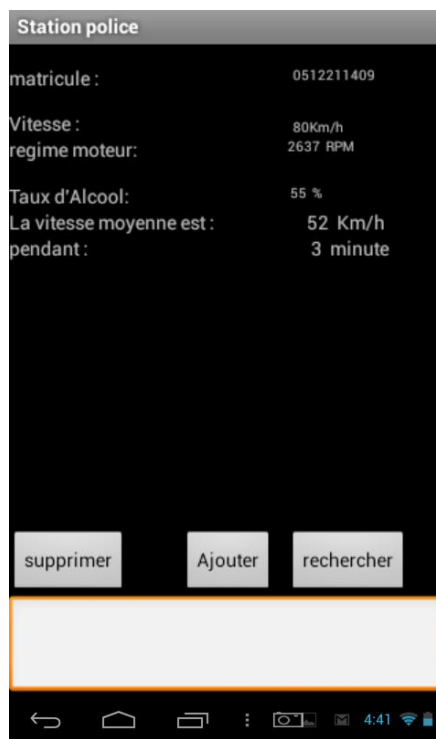 Station police
matricule : 0512211409
Vitesse : 80Km/h
regime moteur: 2637 RPM
Taux d'Alcool: 55 %
La vitesse moyenne est : 52 Km/h
pendant : 3 minute
supprimer Ajouter rechercher
4:41